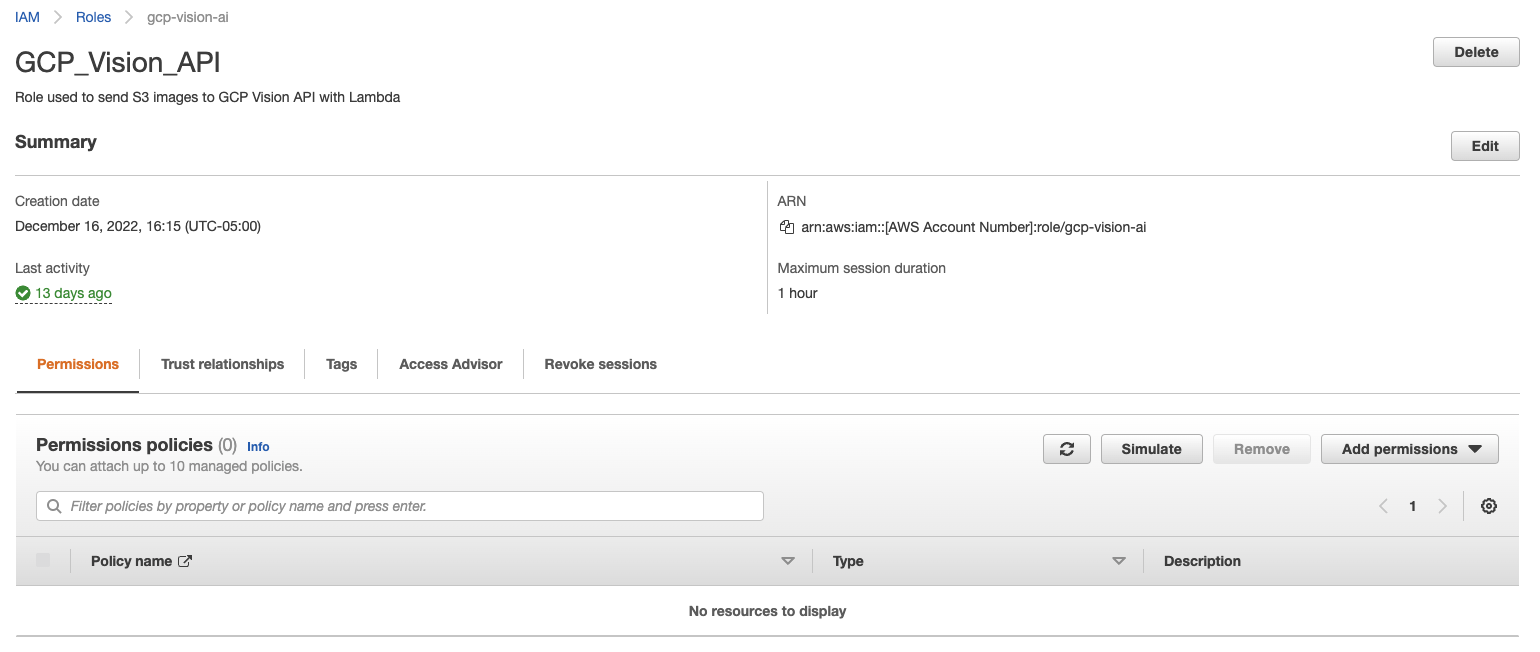 IAM > Roles > gcp-vision-ai
GCP_Vision_API
Delete
Role used to send S3 images to GCP Vision API with Lambda
Summary
Edit
Creation date
December 16, 2022, 16:15 (UTC-05:00)
ARN
arn:aws:iam::[AWS Account Number]:role/gcp-vision-ai
Last activity
13 days ago
Maximum session duration
1 hour
Permissions Trust relationships Tags Access Advisor Revoke sessions
Permissions policies (0) Info
You can attach up to 10 managed policies.
Simulate Remove Add permissions
Filter policies by property or policy name and press enter.
1
Policy name Type Description
No resources to display